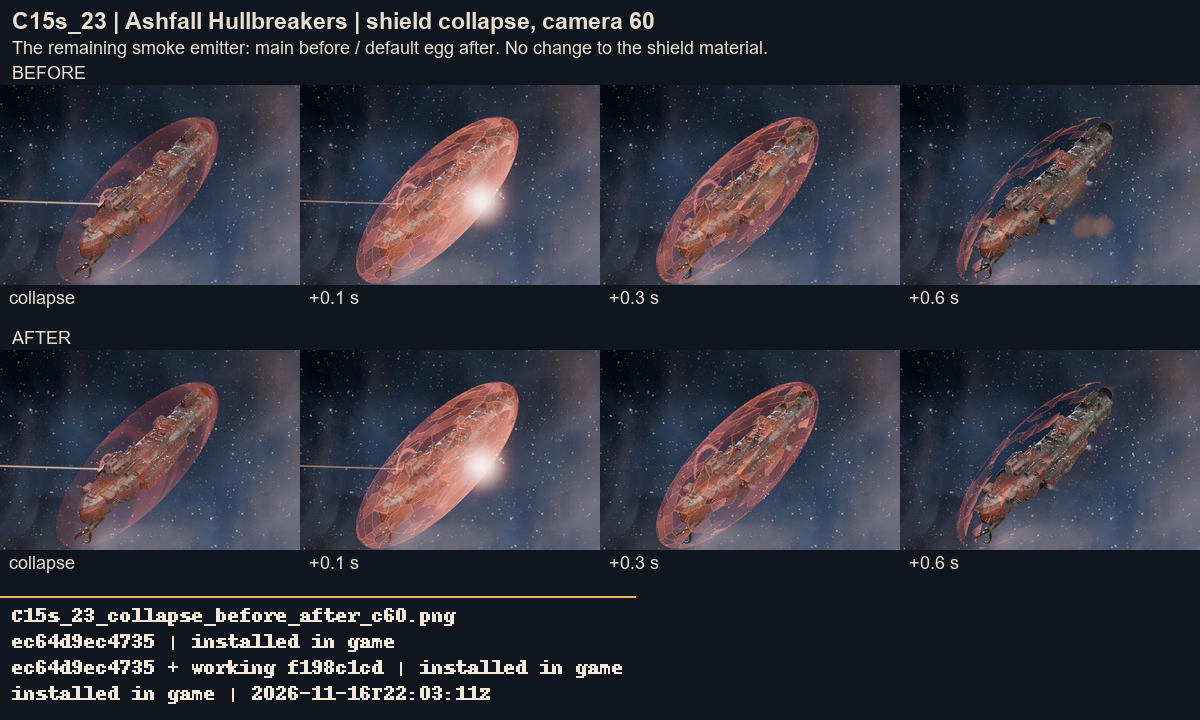 C15s_23 | Ashfall Hullbreakers | shield collapse, camera 60
The remaining smoke emitter: main before / default egg after. No change to the shield material.
BEFORE
collapse +0.1 s +0.3 s +0.6 s
AFTER
collapse +0.1 s +0.3 s +0.6 s
C15s_23_collapse_before_after_c60.png
ec64d9ec4735 | installed in game
ec64d9ec4735 + working f198c1cd | installed in game
installed in game | 2026-11-16T22:03:11Z